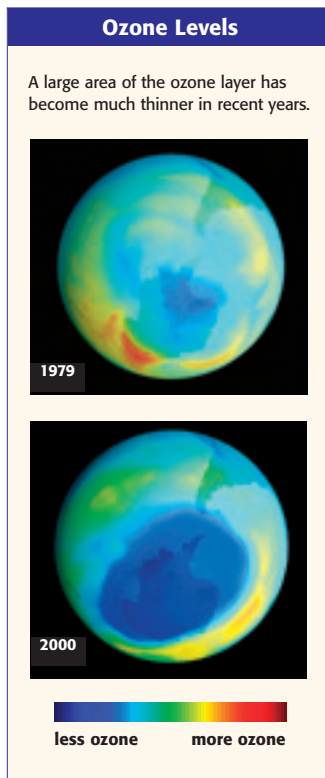 Ozone Levels
A large area of the ozone layer has
become much thinner in recent years.
1979
2000
less ozone more ozone